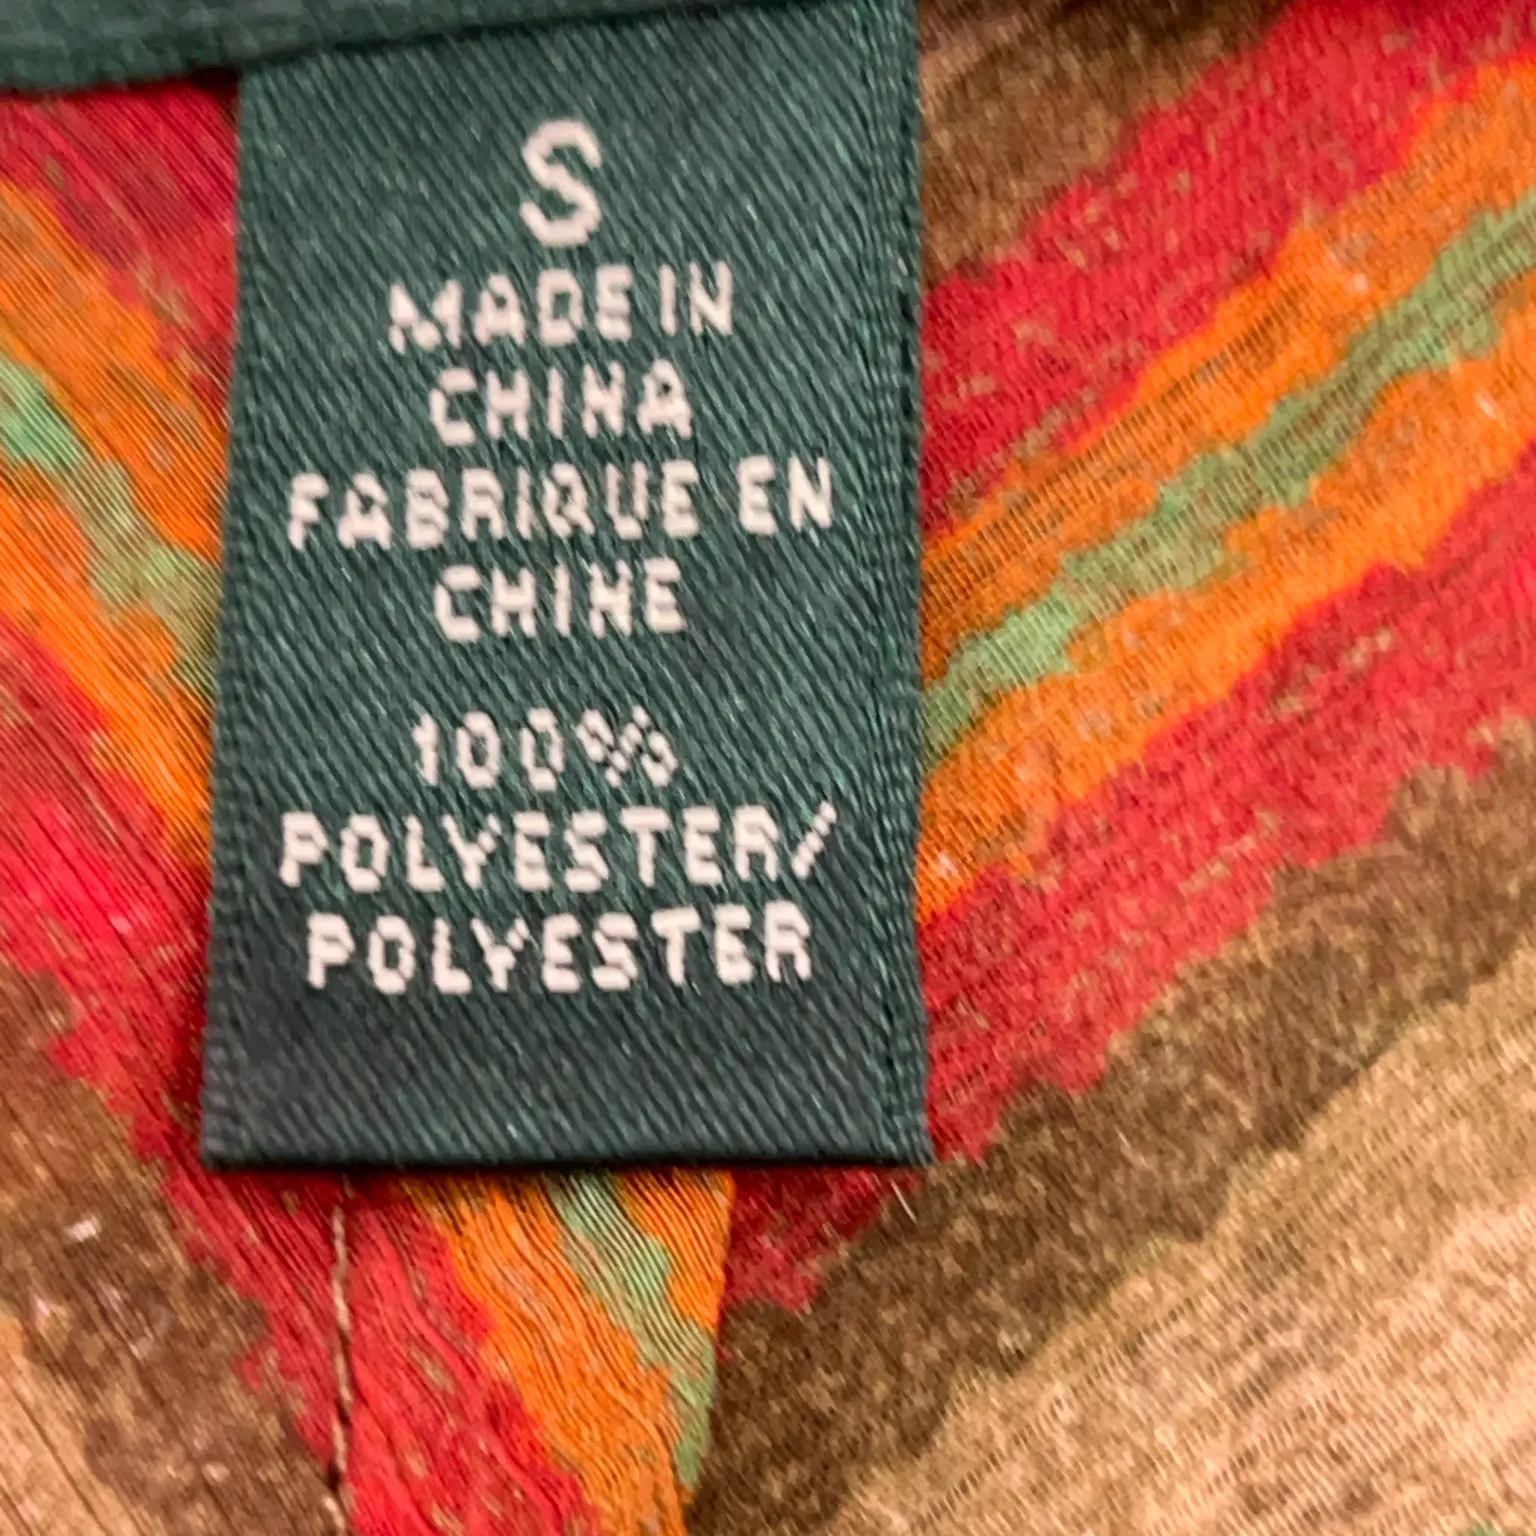 S
MADE IN
CHINA
FABRIQUE EN
CHINE
100%
POLYESTER/
POLYESTER